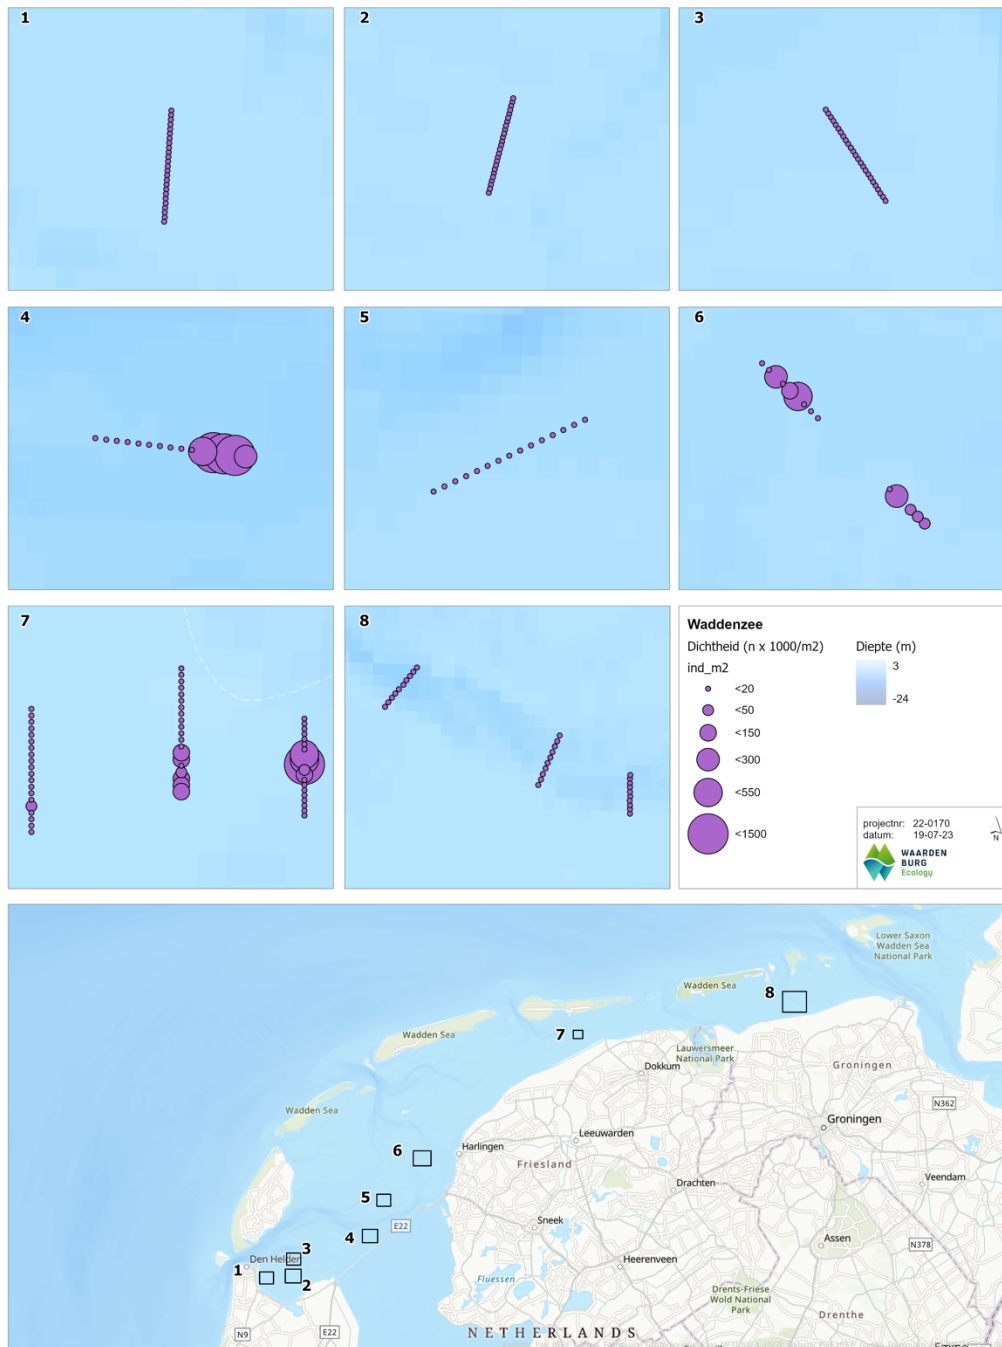 1
2
3
4
5
6
7
8
Waddenzee
Dichtheid (n x 1000/m2)
ind_m2
<20
<50
<150
<300
<550
<1500
Diepte (m)
3
-24
projectnr: 22-0170
datum: 19-07-23
N
WAARDEN
BURG
Ecology
Lower Saxon
Wadden Sea
National Park
Wadden Sea
8
7
Wadden Sea
Lauwersmeer
National Park
Dokkum
Groningen
N362
Wadden Sea
Groningen
Leeuwarden
6
Harlingen
Friesland
Veendam
Drachten
5
E22
Sneek
4
Assen
N378
3
Den Helder
Heerenveen
1
2
Fluessen
Drents-Friese
Wold National
Park
Drenthe
N9
E22
NETHERLANDS